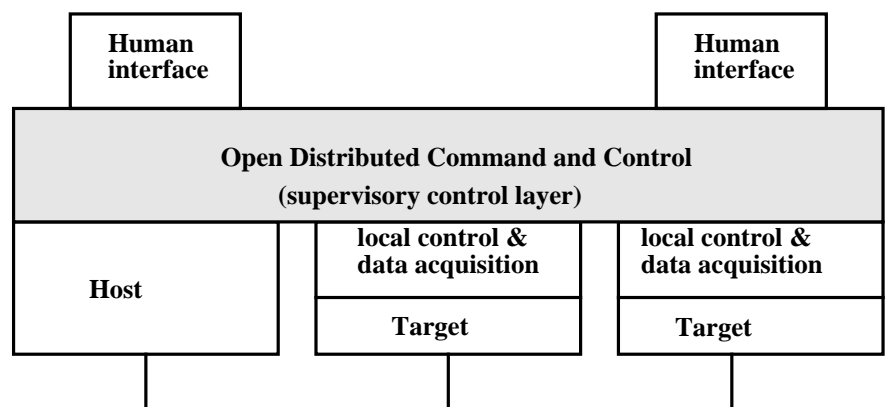 Human
interface
Human
interface
Open Distributed Command and Control
(supervisory control layer)
Host
local control &
data acquisition
Target
local control &
data acquisition
Target